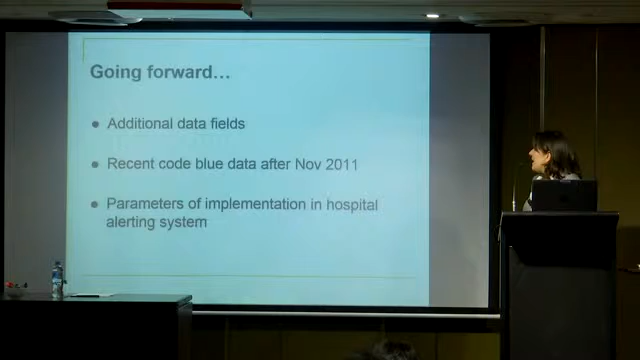 Going forward...
● Additional data fields
● Recent code blue data after Nov 2011
● Parameters of implementation in hospital
alerting system